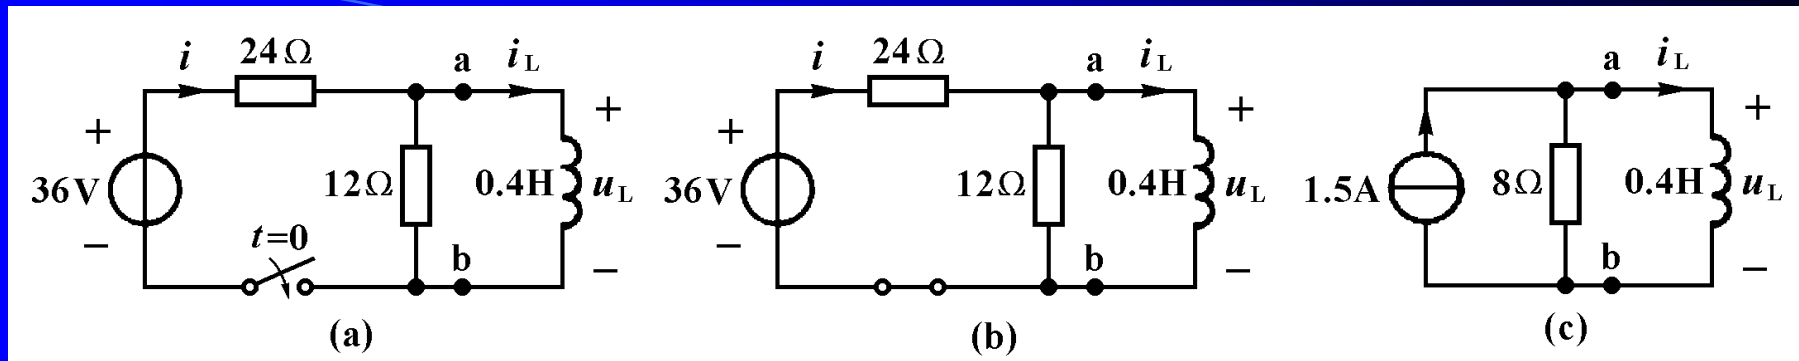 i 24Ω a iL
+ +
36V 12Ω 0.4H uL
− t=0 b −
(a)
i 24Ω a iL
+ +
36V 12Ω 0.4H uL
− b −
(b)
a iL
+
1.5A 8Ω 0.4H uL
b −
(c)